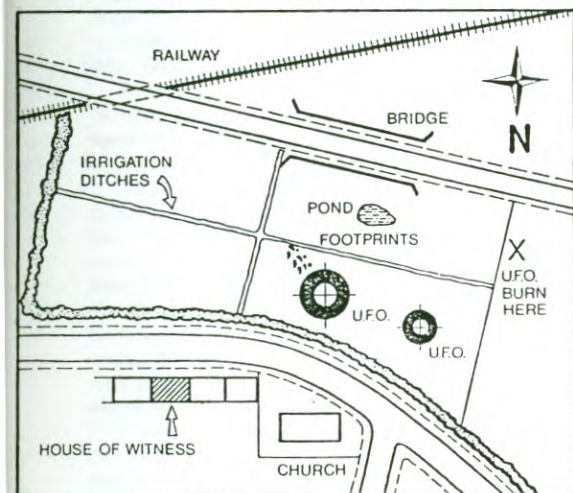 RAILWAY
BRIDGE
N
IRRIGATION
DITCHES
POND
FOOTPRINTS
X
U.F.O.
BURN
HERE
U.F.O.
U.F.O.
HOUSE OF WITNESS
CHURCH